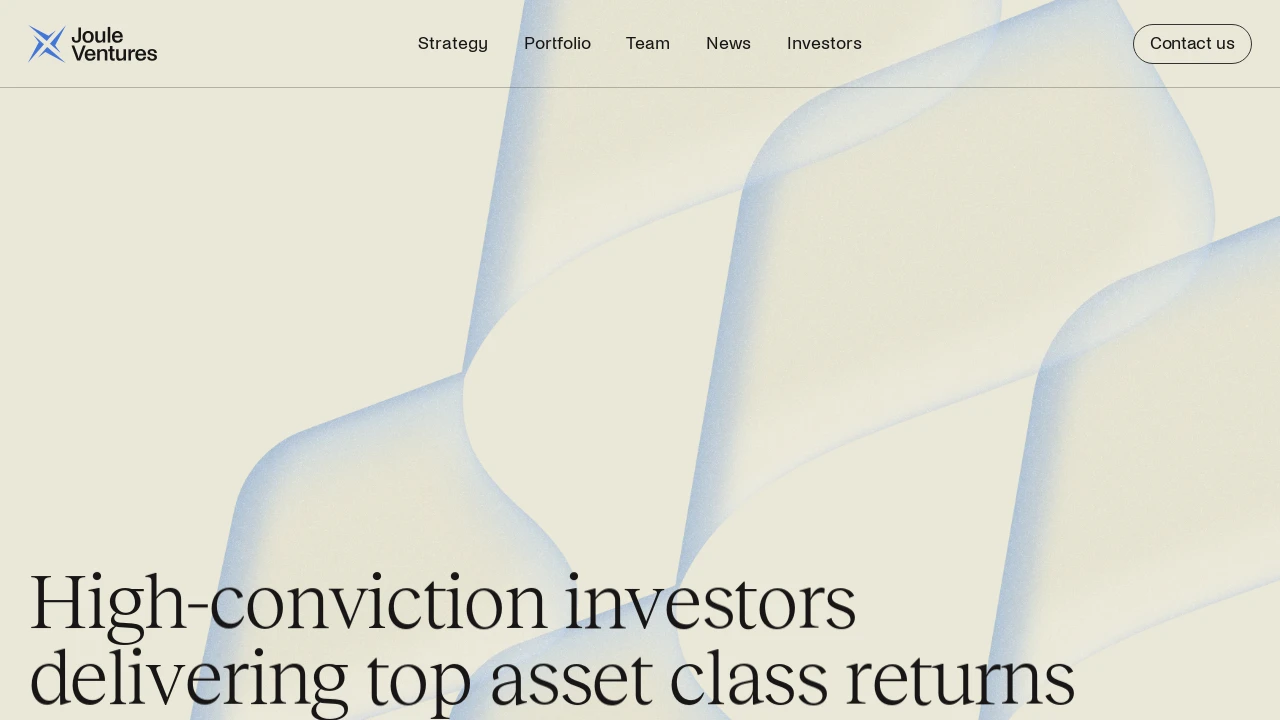 Joule
Ventures
Strategy
Portfolio
Team
News
Investors
Contact us
High-conviction investors
delivering top asset class returns